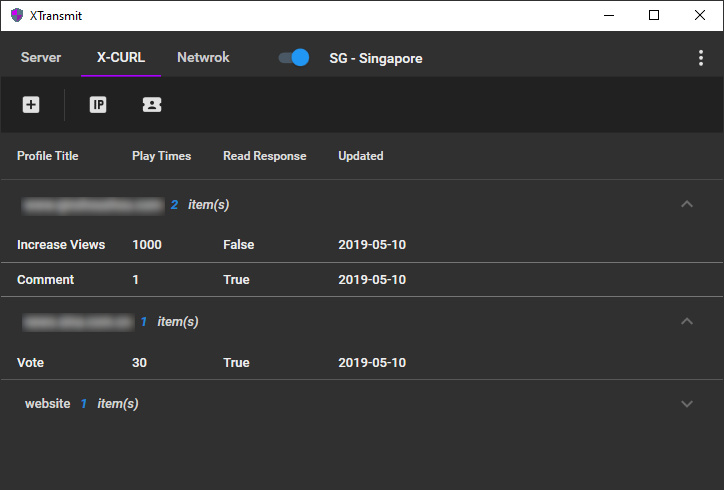 XTransmit
Server X-CURL Netwrok SG - Singapore
IP
Profile Title Play Times Read Response Updated
2 item(s)
Increase Views 1000 False 2019-05-10
Comment 1 True 2019-05-10
1 item(s)
Vote 30 True 2019-05-10
website 1 item(s)